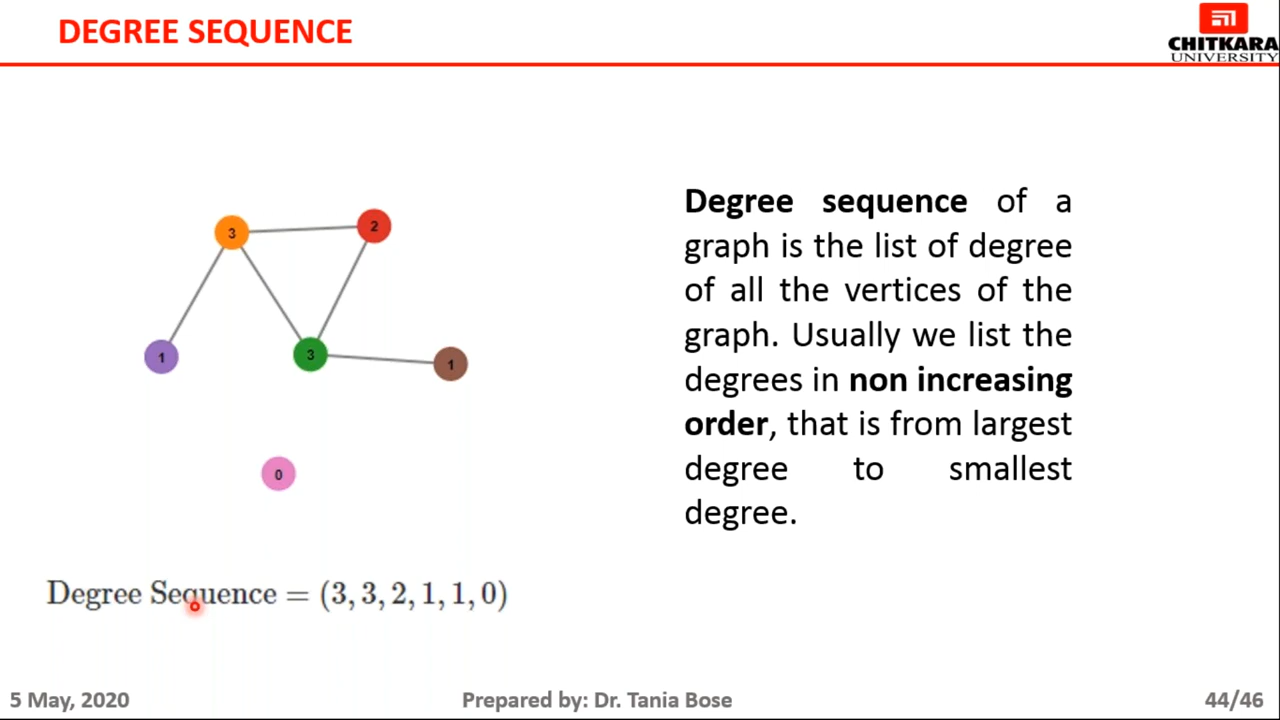 DEGREE SEQUENCE
CHITKARA
UNIVERSITY
3
2
1
3
1
0
Degree Sequence = (3, 3, 2, 1, 1, 0)
Degree sequence of a
graph is the list of degree
of all the vertices of the
graph. Usually we list the
degrees in non increasing
order, that is from largest
degree to smallest
degree.
5 May, 2020
Prepared by: Dr. Tania Bose
44/46